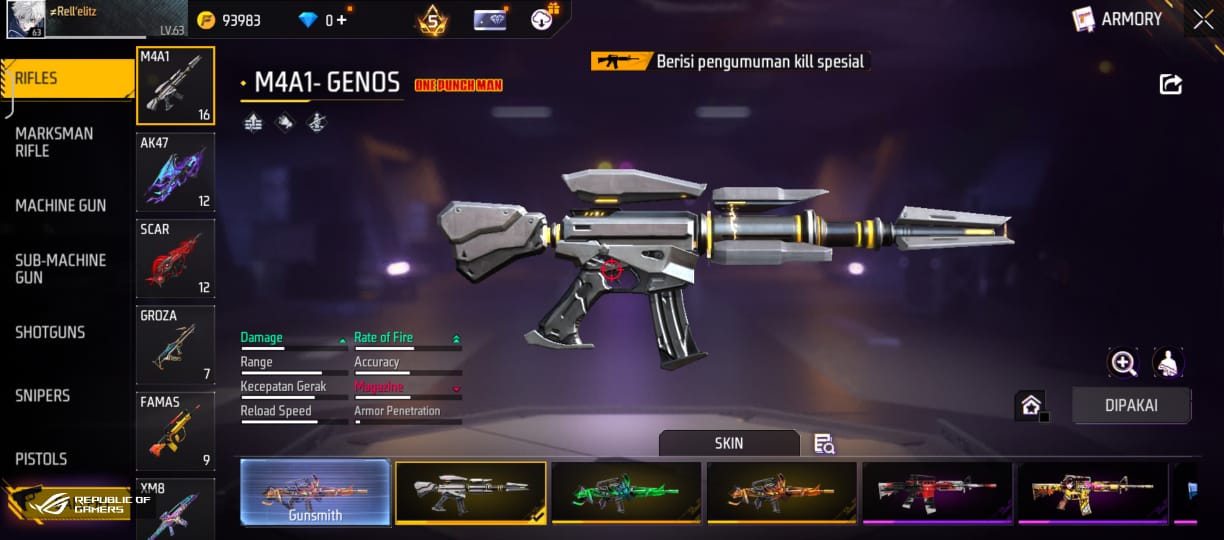 ≠Rell'elitz
63
LV.63
93983
0 +
5
ARMORY
RIFLES
MARKSMAN
RIFLE
MACHINE GUN
SUB-MACHINE
GUN
SHOTGUNS
SNIPERS
PISTOLS
REPUBLIC OF
GAMERS
M4A1
16
AK47
12
SCAR
12
GROZA
7
FAMAS
9
XM8
M4A1- GENOS
ONE PUNCH MAN
Berisi pengumuman kill spesial
Damage
Rate of Fire
Range
Accuracy
Kecepatan Gerak
Magazine
Reload Speed
Armor Penetration
DIPAKAI
SKIN
Gunsmith